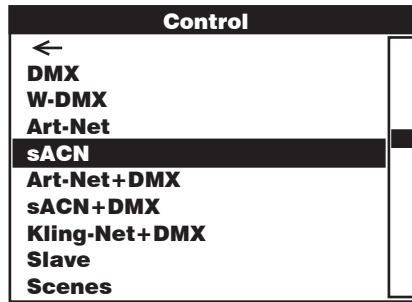 Control
←
DMX
W-DMX
Art-Net
sACN
Art-Net+DMX
sACN+DMX
Kling-Net+DMX
Slave
Scenes